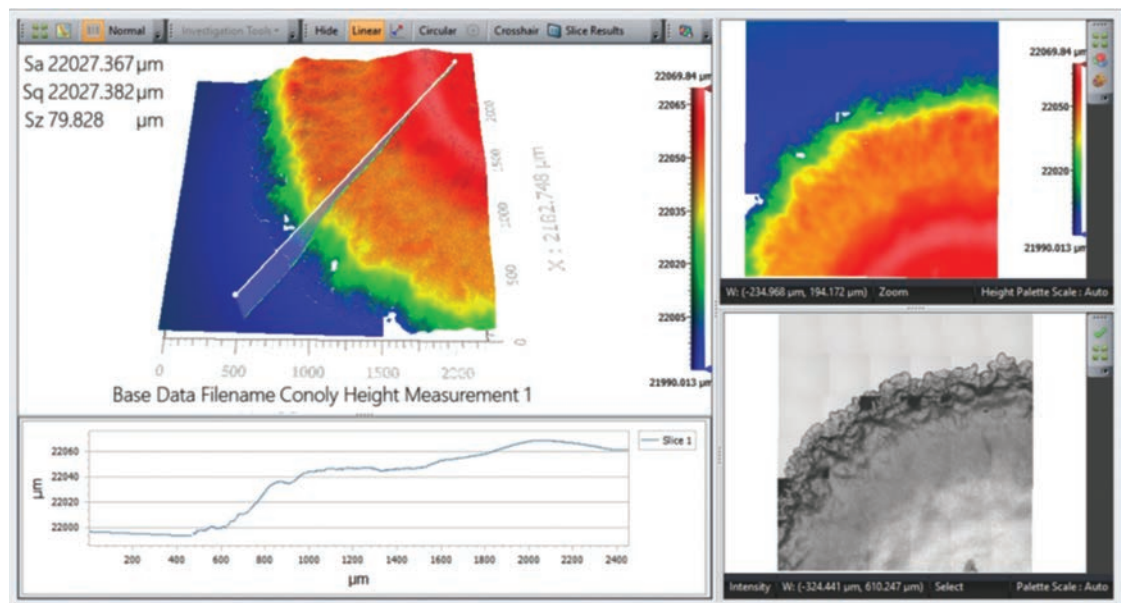 Normal Investigation Tools Hide Linear Circular Crosshair Slice Results
Sa 22027.367 µm
Sq 22027.382 µm
Sz 79.828 µm
22069.84 µm
22065
22050
22035
22020
22005
21990.013 µm
2000
1500
1000
500
0
X : 2162.748 µm
0 500 1000 1500 2000
Base Data Filename Conoly Height Measurement 1
Slice 1
22060
22040
22020
22000
µm
200 400 600 800 1000 1200 1400 1600 1800 2000 2200 2400
µm
22069.84 µm
22050
22020
21990.013 µm
W: (-234.968 µm, 194.172 µm) Zoom Height Palette Scale : Auto
Intensity W: (-324.441 µm, 610.247 µm) Select Palette Scale : Auto